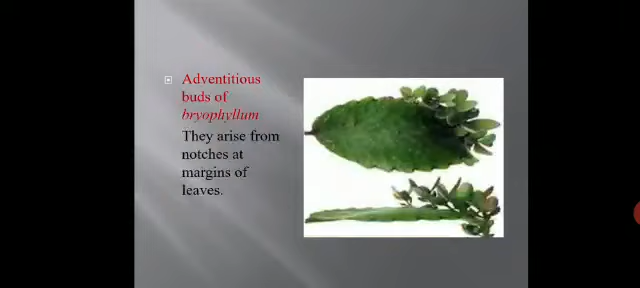 Adventitious
buds of
bryophyllum
They arise from
notches at
margins of
leaves.